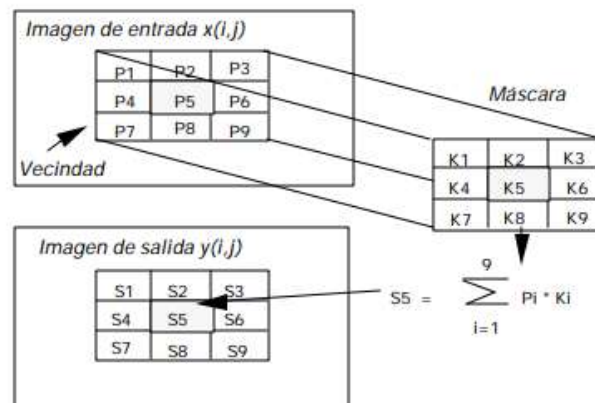 Imagen de entrada x(i,j)
P1 P2 P3
P4 P5 P6
P7 P8 P9
Vecindad
Máscara
K1 K2 K3
K4 K5 K6
K7 K8 K9
Imagen de salida y(i,j)
S1 S2 S3
S4 S5 S6
S7 S8 S9
9
S5 = ∑ Pi * Ki
i=1